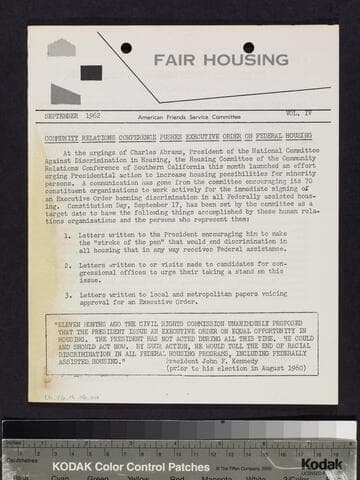 FAIR HOUSING
SEPTEMBER 1962 American Friends Service Committee VOL. IV
COMMUNITY RELATIONS CONFERENCE PUSHES EXECUTIVE ORDER ON FEDERAL HOUSING
At the urgings of Charles Abrams, President of the National Committee
Against Discrimination in Housing, the Housing Committee of the Community
Relations Conference of Southern California this month launched an effort
urging Presidential action to increase housing possibilities for minority
persons. A communication has gone from the committee encouraging its 70
constituent organizations to work actively for the immediate signing of
an Executive Order banning discrimination in all Federally assisted hous-
ing. Constitution Day, September 17, has been set by the committee as a
target date to have the following things accomplished by these human rela-
tions organizations and the persons who represent them:
1. Letters written to the President encouraging him to make
the "stroke of the pen" that would end discrimination in
all housing that in any way receives Federal assistance.
2. Letters written to or visits made to candidates for con-
gressional offices to urge their taking a stand on this
issue.
3. Letters written to local and metropolitan papers voicing
approval for an Executive Order.
"ELEVEN MONTHS AGO THE CIVIL RIGHTS COMMISSION UNANIMOUSLY PROPOSED
THAT THE PRESIDENT ISSUE AN EXECUTIVE ORDER ON EQUAL OPPORTUNITY IN
HOUSING. THE PRESIDENT HAS NOT ACTED DURING ALL THIS TIME. HE COULD
AND SHOULD ACT NOW. BY SUCH ACTION, HE WOULD TOLL THE END OF RACIAL
DISCRIMINATION IN ALL FEDERAL HOUSING PROGRAMS, INCLUDING FEDERALLY
ASSISTED HOUSING." President John F. Kennedy
(prior to his election in August 1960)
KODAK Color Control Patches © The Tiffen Company, 2000
KODAK
LICENSED